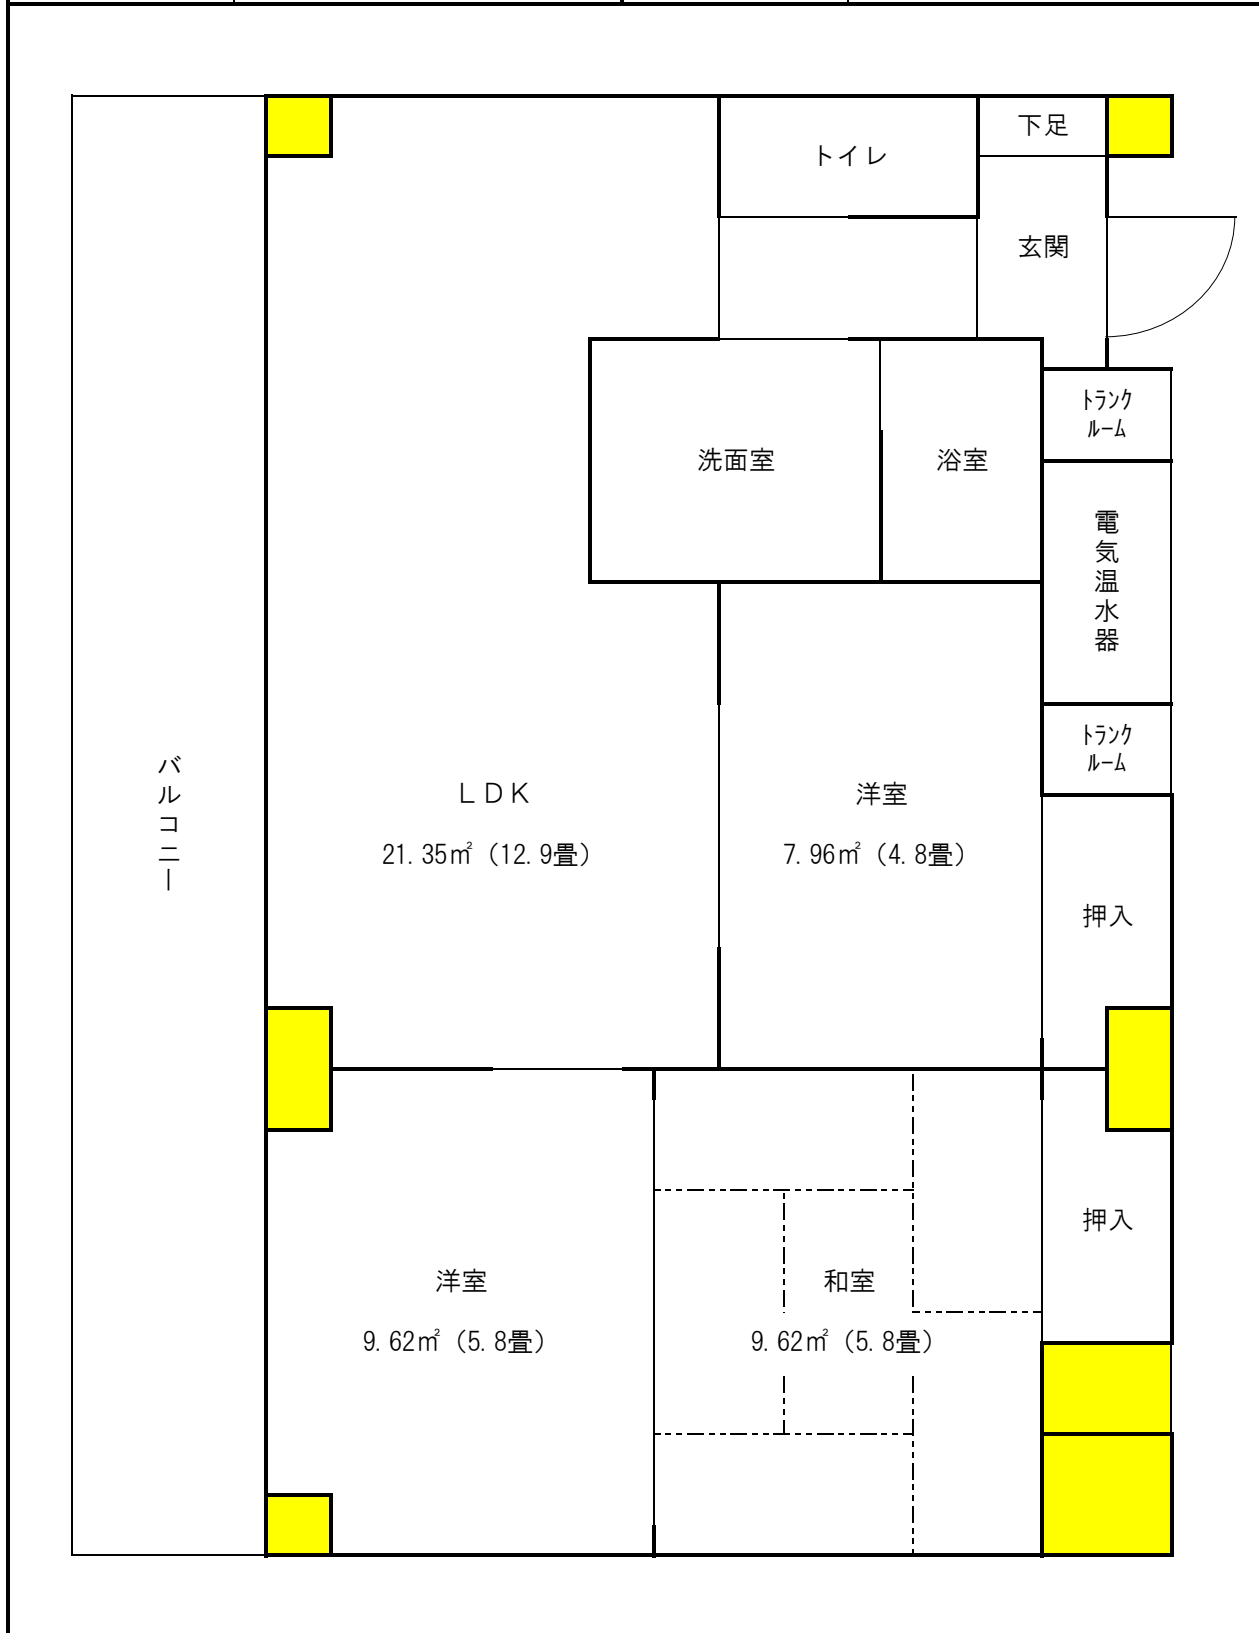 下足
トイレ
玄関
トランク
ルーム
洗面室
浴室
電気温水器
トランク
ルーム
バルコニー
ＬＤＫ
21.35㎡（12.9畳）
洋室
7.96㎡（4.8畳）
押入
押入
洋室
9.62㎡（5.8畳）
和室
9.62㎡（5.8畳）